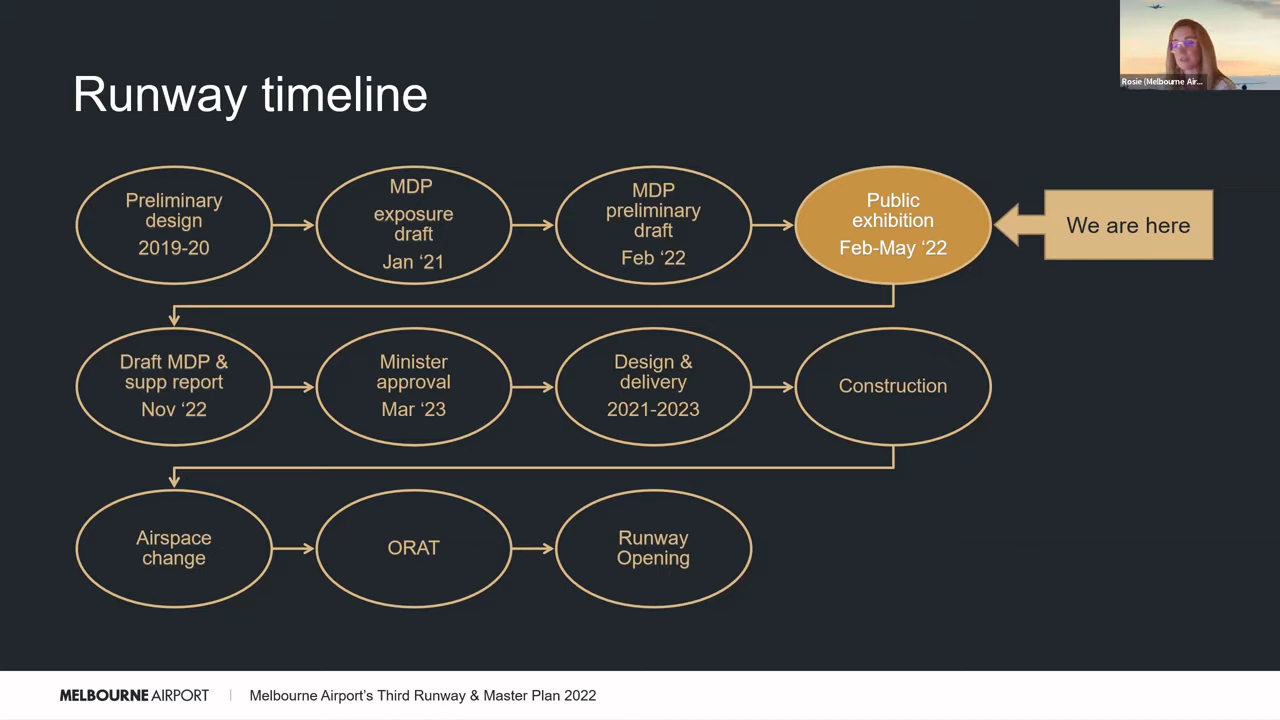 Rosie (Melbourne Air...
Runway timeline
Preliminary
design
2019-20
MDP
exposure
draft
Jan ‘21
MDP
preliminary
draft
Feb ‘22
Public
exhibition
Feb-May ‘22
We are here
Draft MDP &
supp report
Nov ‘22
Minister
approval
Mar ‘23
Design &
delivery
2021-2023
Construction
Airspace
change
ORAT
Runway
Opening
MELBOURNE AIRPORT | Melbourne Airport’s Third Runway & Master Plan 2022